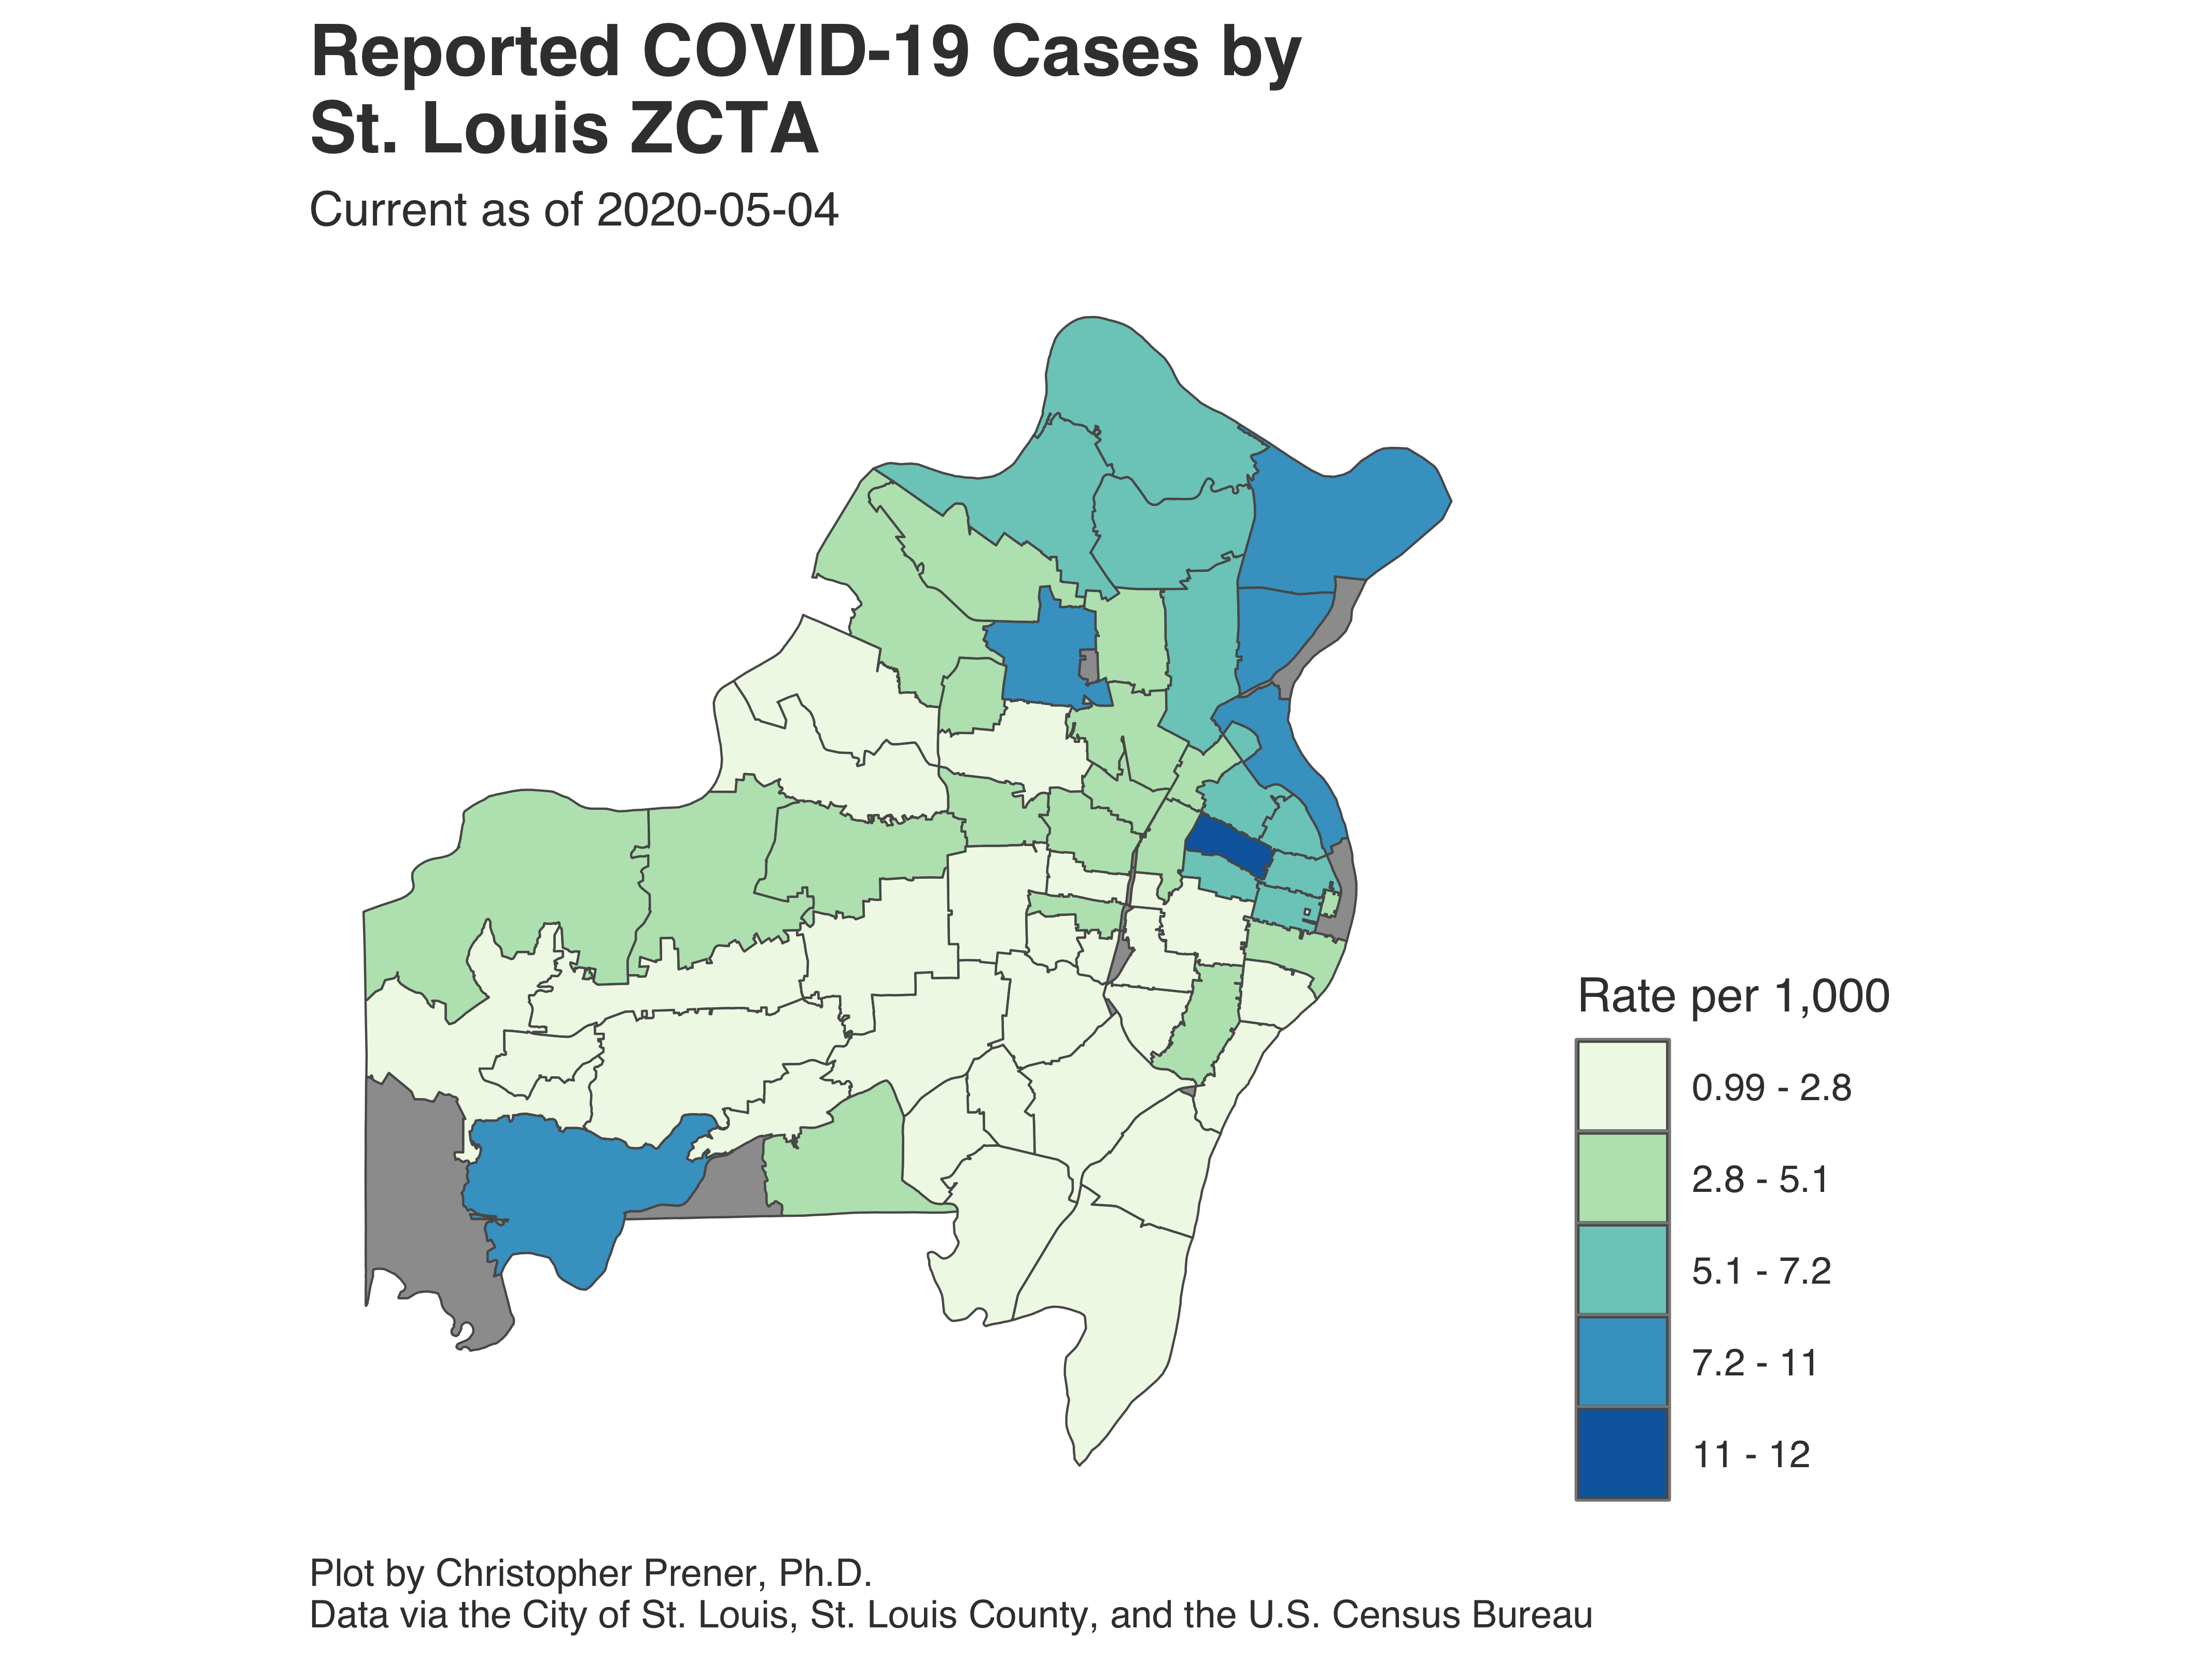 Reported COVID-19 Cases by
St. Louis ZCTA
Current as of 2020-05-04
Rate per 1,000
0.99 - 2.8
2.8 - 5.1
5.1 - 7.2
7.2 - 11
11 - 12
Plot by Christopher Prener, Ph.D.
Data via the City of St. Louis, St. Louis County, and the U.S. Census Bureau